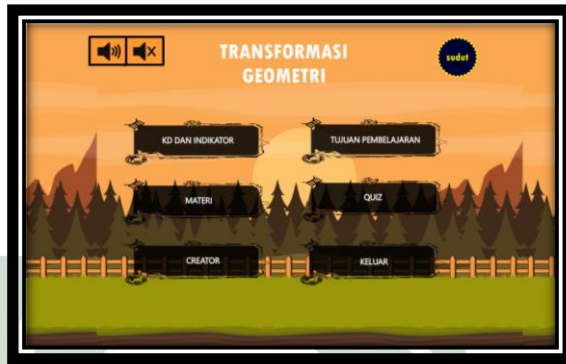 TRANSFORMASI
GEOMETRI
sudut
KD DAN INDIKATOR
TUJUAN PEMBELAJARAN
MATERI
QUIZ
CREATOR
KELUAR